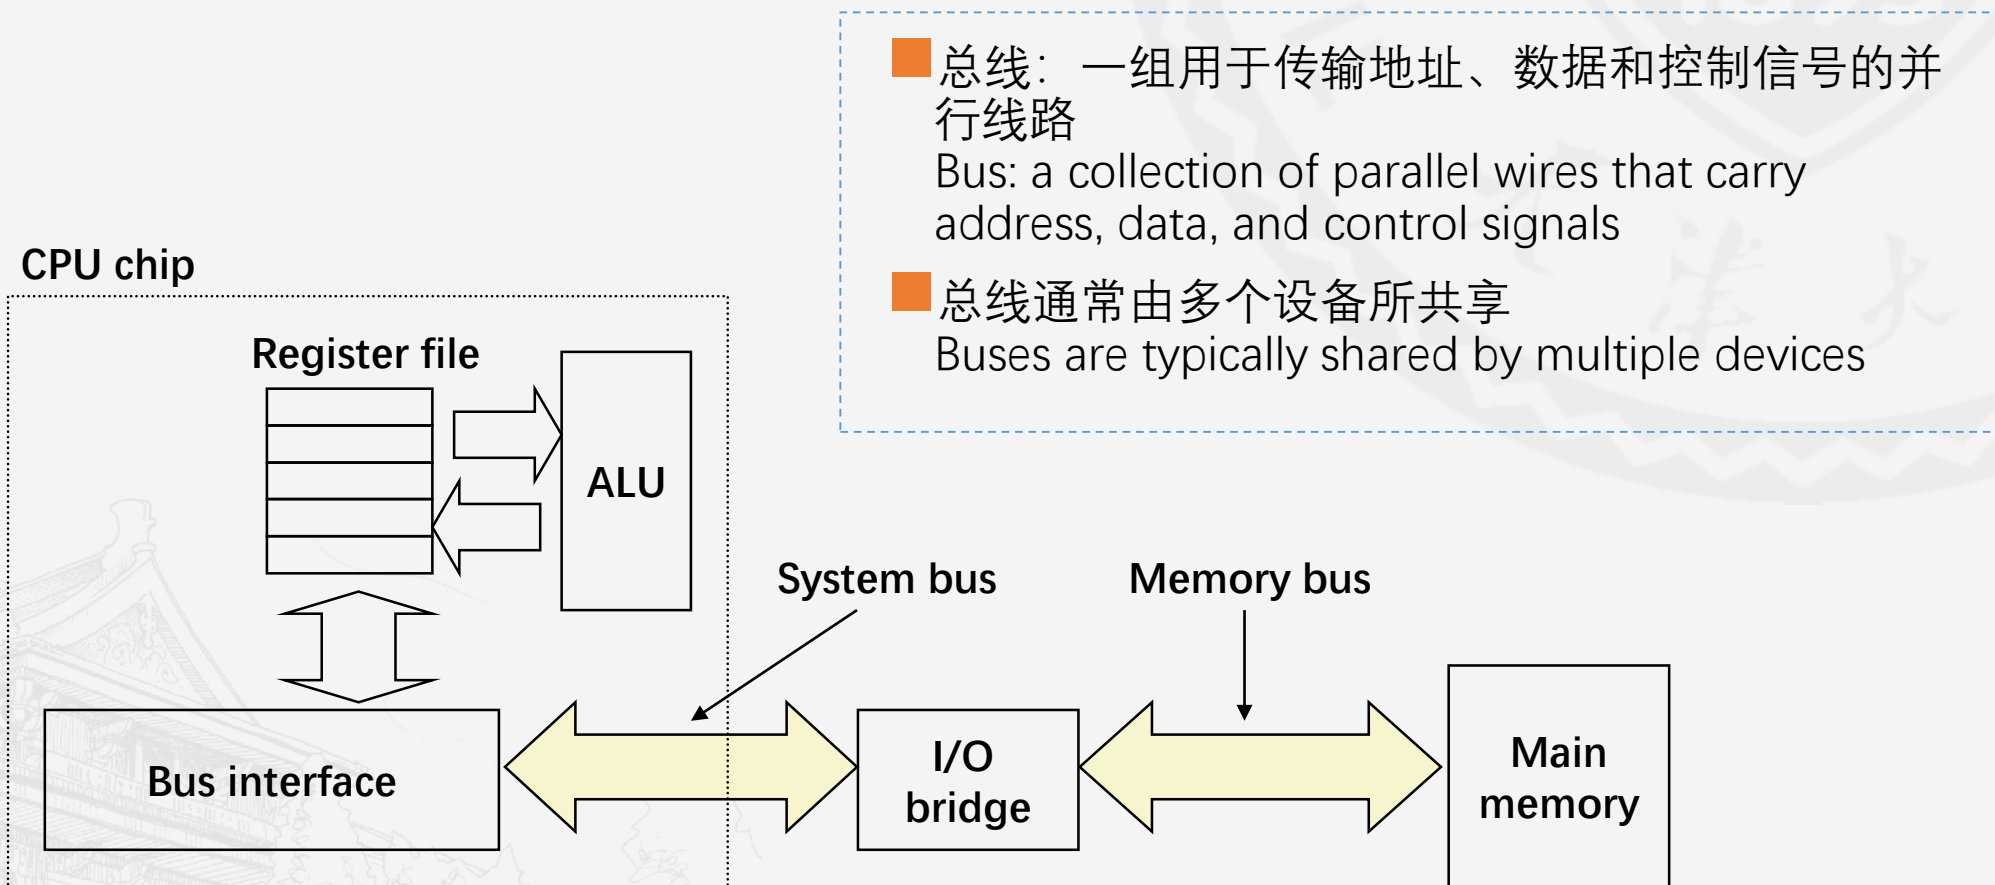 总线：一组用于传输地址、数据和控制信号的并
行线路
Bus: a collection of parallel wires that carry
address, data, and control signals
总线通常由多个设备所共享
Buses are typically shared by multiple devices
CPU chip
Register file
ALU
System bus
Memory bus
Bus interface
I/O
bridge
Main
memory